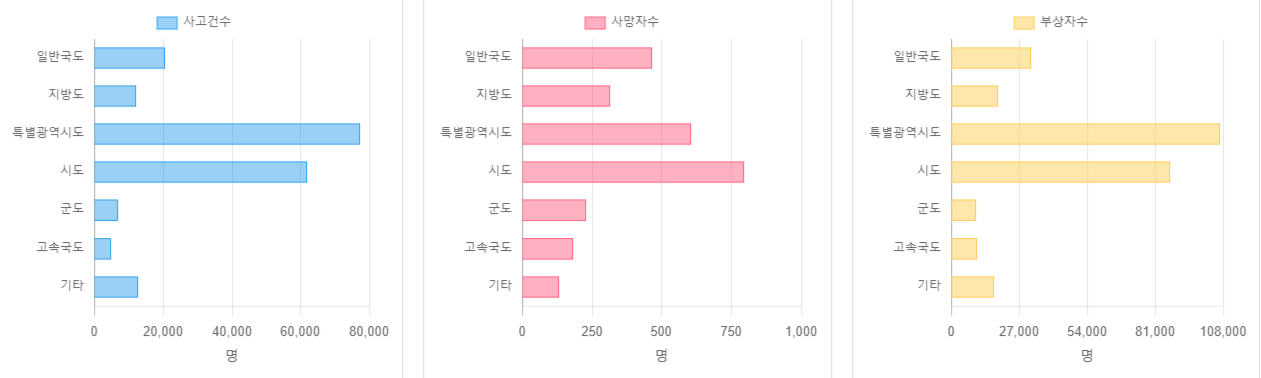 사고건수
일반국도
지방도
특별광역시도
시도
군도
고속국도
기타
0 20,000 40,000 60,000 80,000
명
사망자수
일반국도
지방도
특별광역시도
시도
군도
고속국도
기타
0 250 500 750 1,000
명
부상자수
일반국도
지방도
특별광역시도
시도
군도
고속국도
기타
0 27,000 54,000 81,000 108,000
명